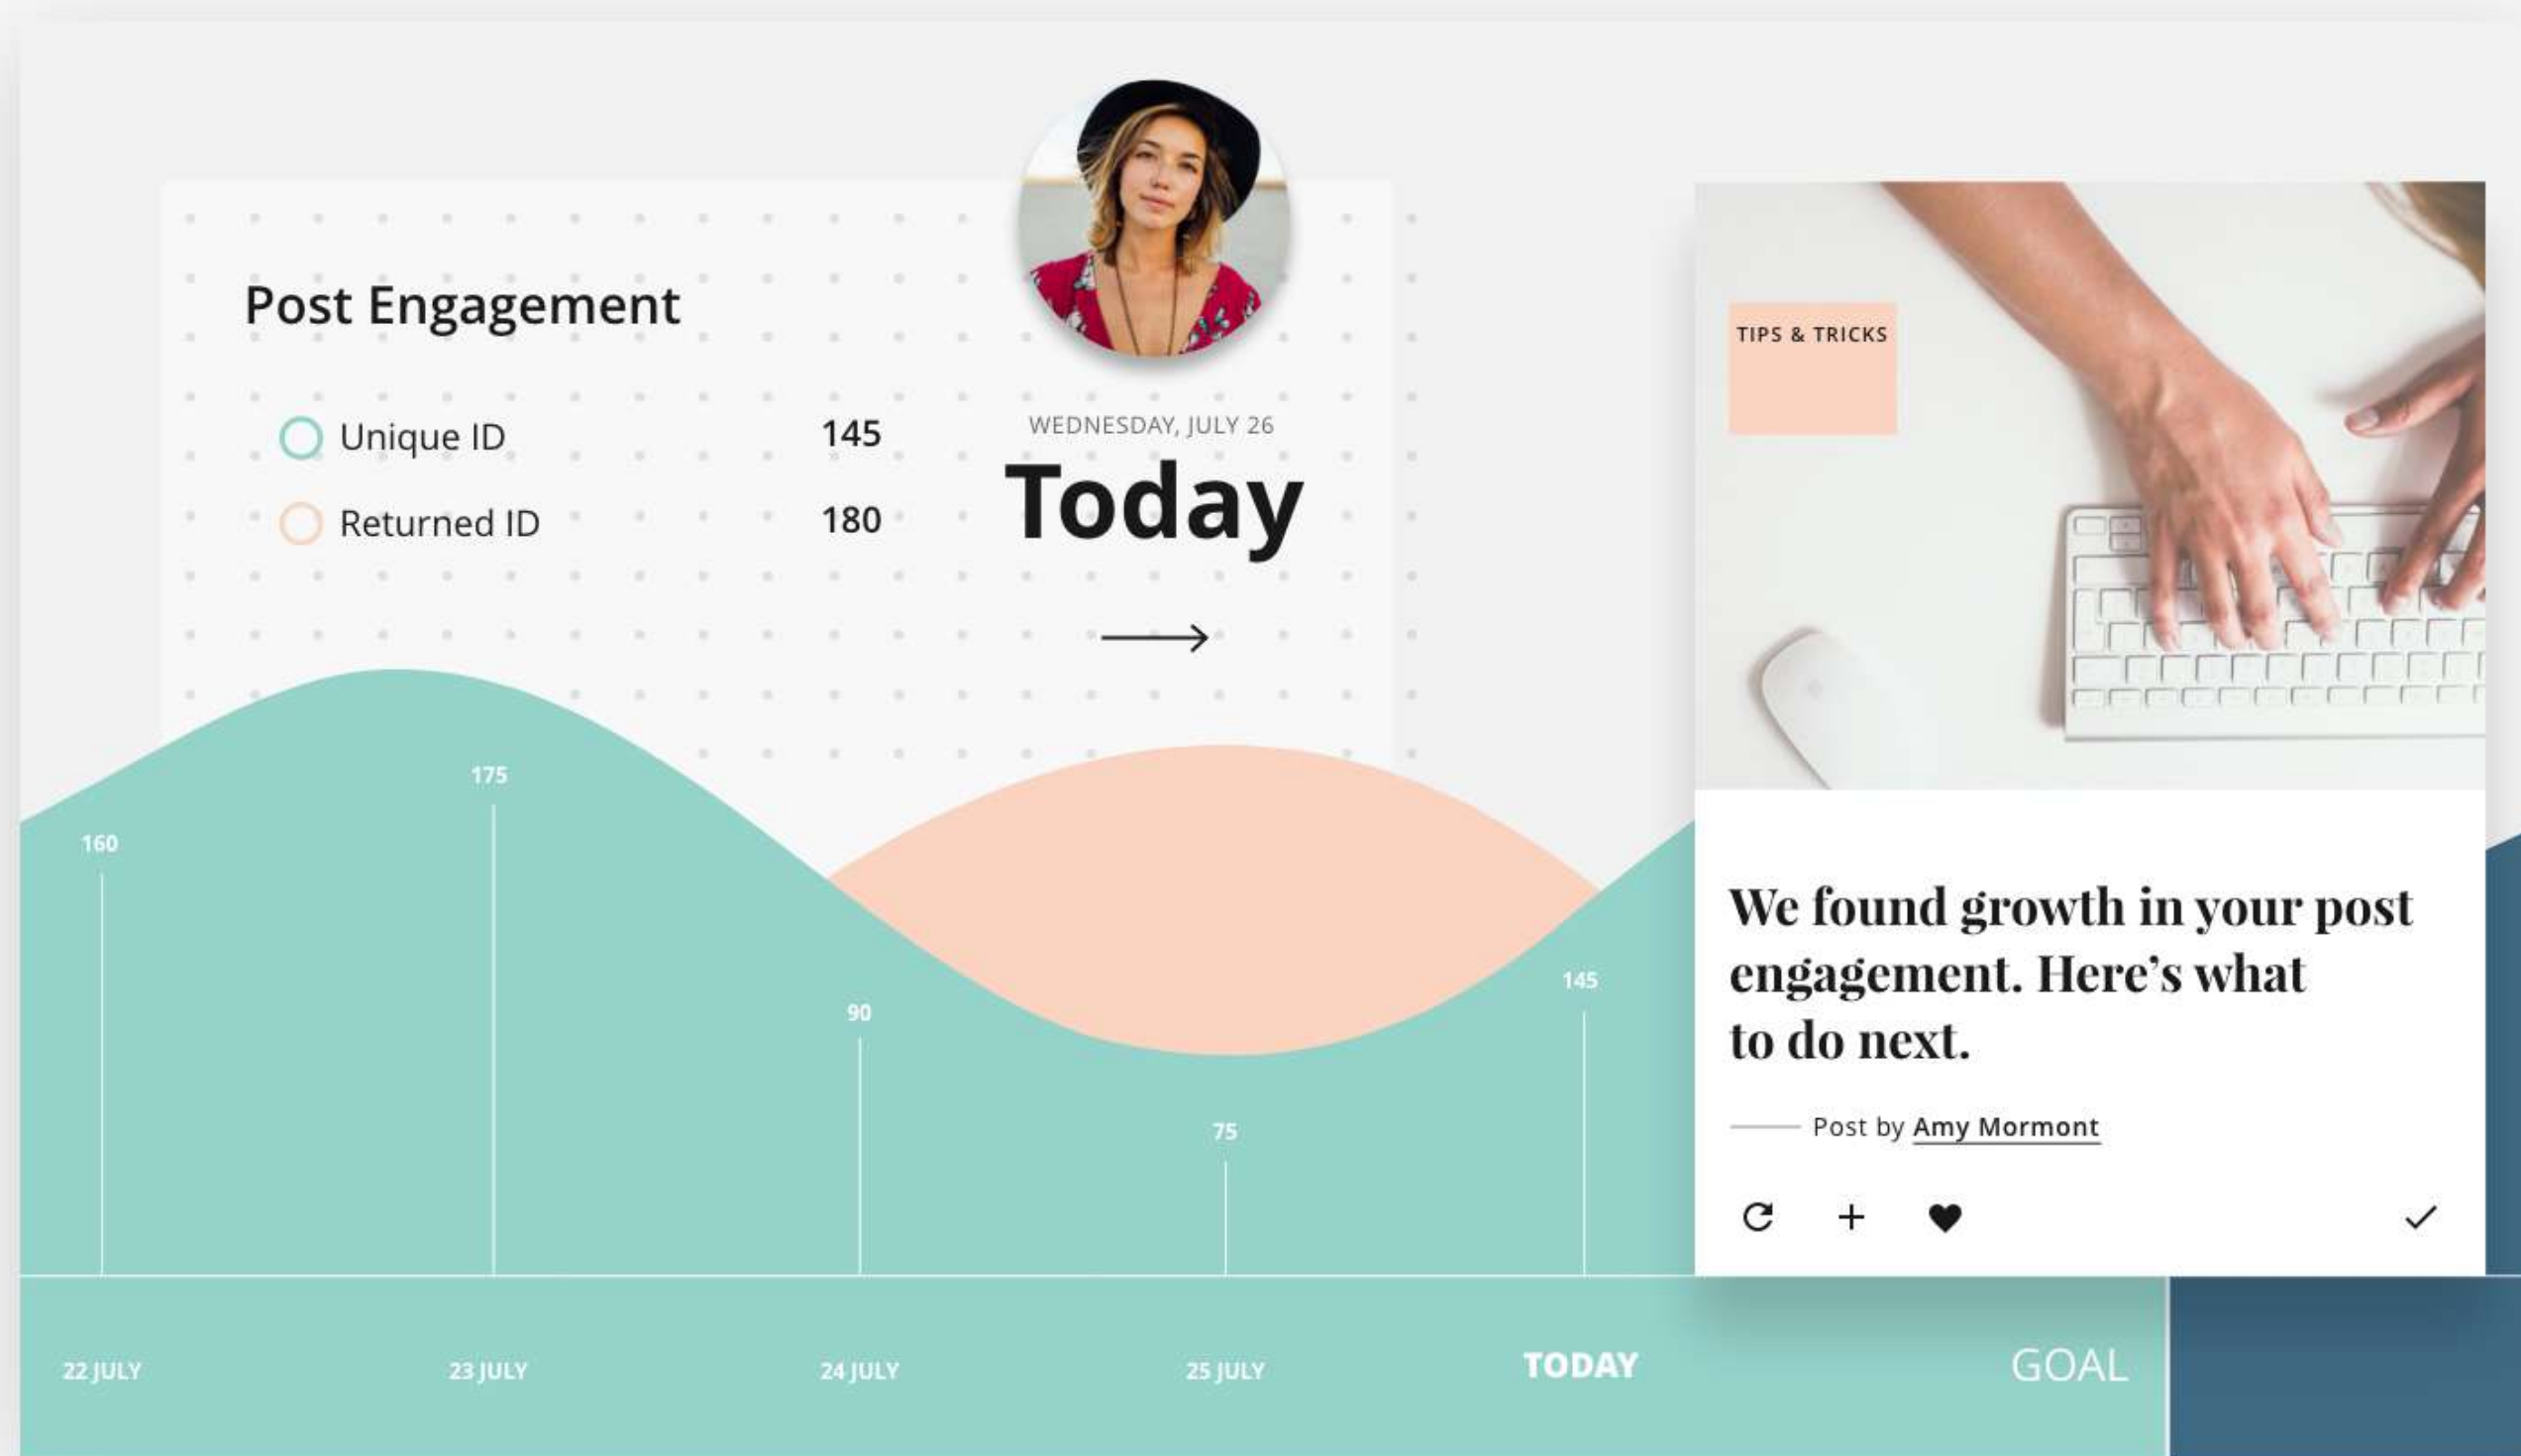 Post Engagement
Unique ID 145
Returned ID 180
WEDNESDAY, JULY 26
Today
TIPS & TRICKS
We found growth in your post
engagement. Here’s what
to do next.
Post by Amy Mormont
160
175
90
75
145
22 JULY
23 JULY
24 JULY
25 JULY
TODAY
GOAL